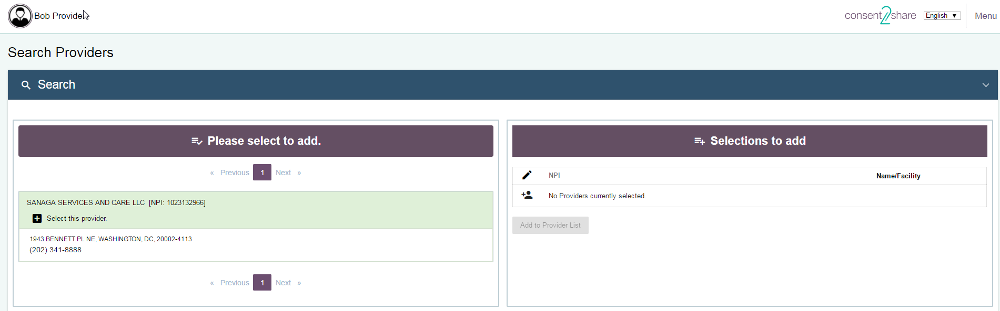 Bob Provider
consent2share
English ▼
Menu
Search Providers
Search
Please select to add.
« Previous 1 Next »
SANAGA SERVICES AND CARE LLC [NPI: 1023132966]
Select this provider.
1943 BENNETT PL NE, WASHINGTON, DC, 20002-4113
(202) 341-8888
« Previous 1 Next »
Selections to add
NPI
Name/Facility
No Providers currently selected.
Add to Provider List